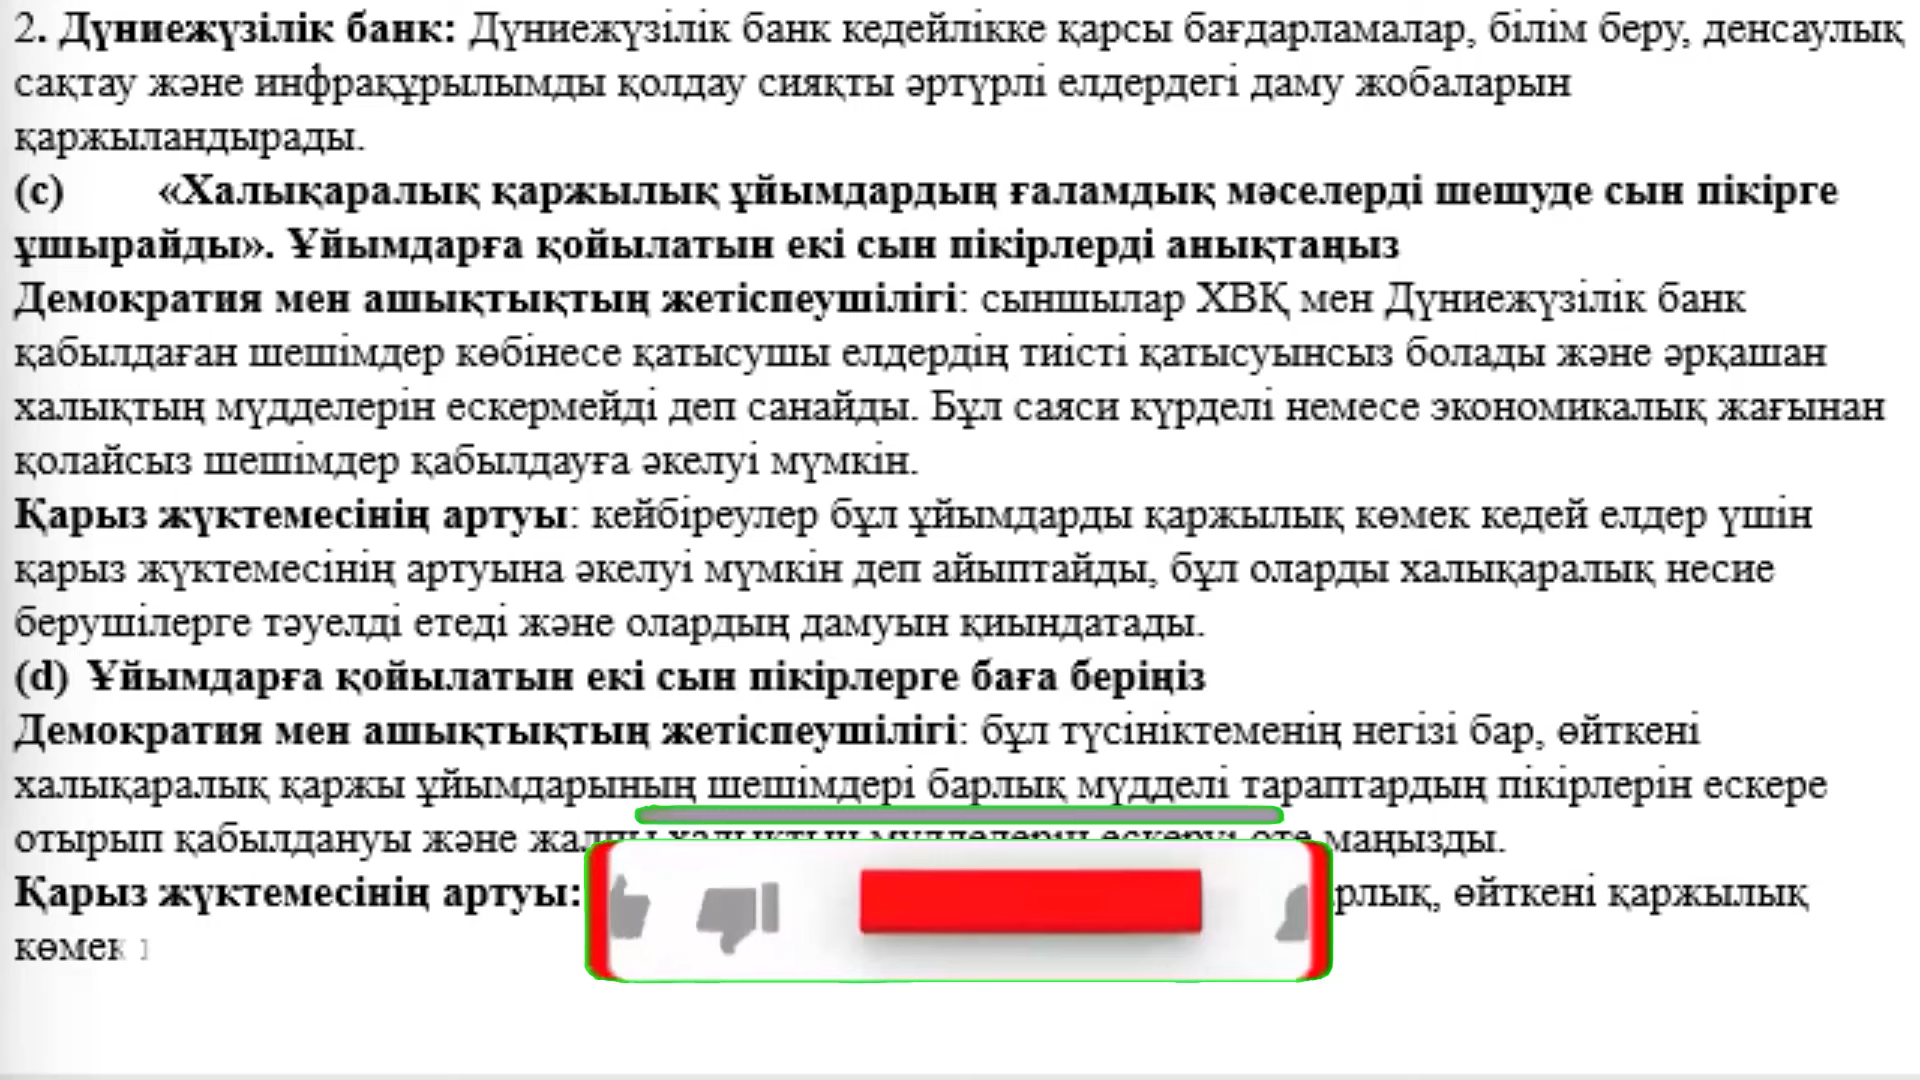 2. Дүниежүзілік банк: Дүниежүзілік банк кедейлікке қарсы бағдарламалар, білім беру, денсаулық
сақтау және инфрақұрылымды қолдау сияқты әртүрлі елдердегі даму жобаларын
қаржыландырады.
(c) «Халықаралық қаржылық ұйымдардың ғаламдық мәселерді шешуде сын пікірге
ұшырайды». Ұйымдарға қойылатын екі сын пікірлерді анықтаңыз
Демократия мен ашықтықтың жетіспеушілігі: сыншылар ХВҚ мен Дүниежүзілік банк
қабылдаған шешімдер көбінесе қатысушы елдердің тиісті қатысуынсыз болады және әрқашан
халықтың мүдделерін ескермейді деп санайды. Бұл саяси күрделі немесе экономикалық жағынан
қолайсыз шешімдер қабылдауға әкелуі мүмкін.
Қарыз жүктемесінің артуы: кейбіреулер бұл ұйымдарды қаржылық көмек кедей елдер үшін
қарыз жүктемесінің артуына әкелуі мүмкін деп айыптайды, бұл оларды халықаралық несие
берушілерге тәуелді етеді және олардың дамуын қиындатады.
(d) Ұйымдарға қойылатын екі сын пікірлерге баға беріңіз
Демократия мен ашықтықтың жетіспеушілігі: бұл түсініктеменің негізі бар, өйткені
халықаралық қаржы ұйымдарының шешімдері барлық мүдделі тараптардың пікірлерін ескере
отырып қабылдануы және жалпы халықтың мүдделерін ескеруі өте маңызды.
Қарыз жүктемесінің артуы: өйткені қаржылық
көмек